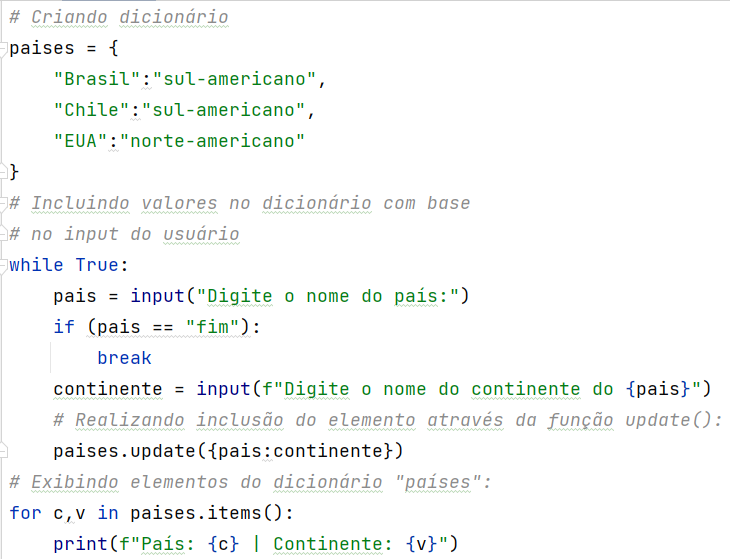 # Criando dicionário
paises = {
    "Brasil":"sul-americano",
    "Chile":"sul-americano",
    "EUA":"norte-americano"
}
# Incluindo valores no dicionário com base
# no input do usuário
while True:
    pais = input("Digite o nome do país:")
    if (pais == "fim"):
        break
    continente = input(f"Digite o nome do continente do {pais}")
    # Realizando inclusão do elemento através da função update():
    paises.update({pais:continente})
# Exibindo elementos do dicionário "países":
for c,v in paises.items():
    print(f"País: {c} | Continente: {v}")